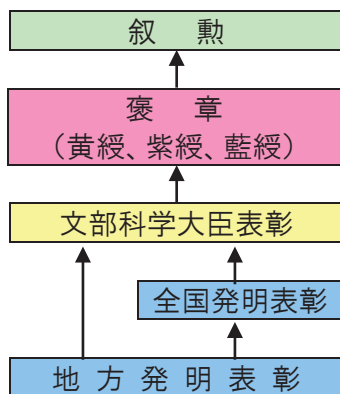 叙 勲
褒 章
（黄綬、紫綬、藍綬）
文部科学大臣表彰
全国発明表彰
地方発明表彰